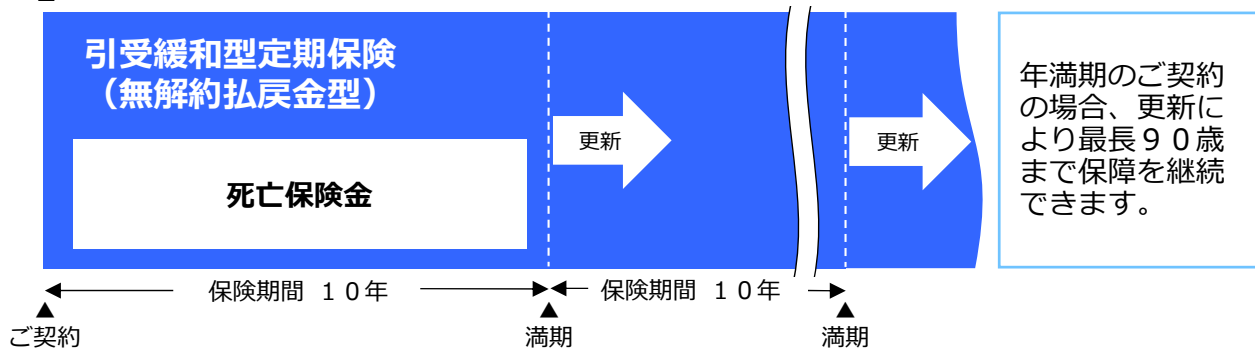 引受緩和型定期保険
（無解約払戻金型）
死亡保険金
更新
更新
年満期のご契約
の場合、更新に
より最長９０歳
まで保障を継続
できます。
保険期間 １０年
保険期間 １０年
▲
▲
▲
ご契約
満期
満期